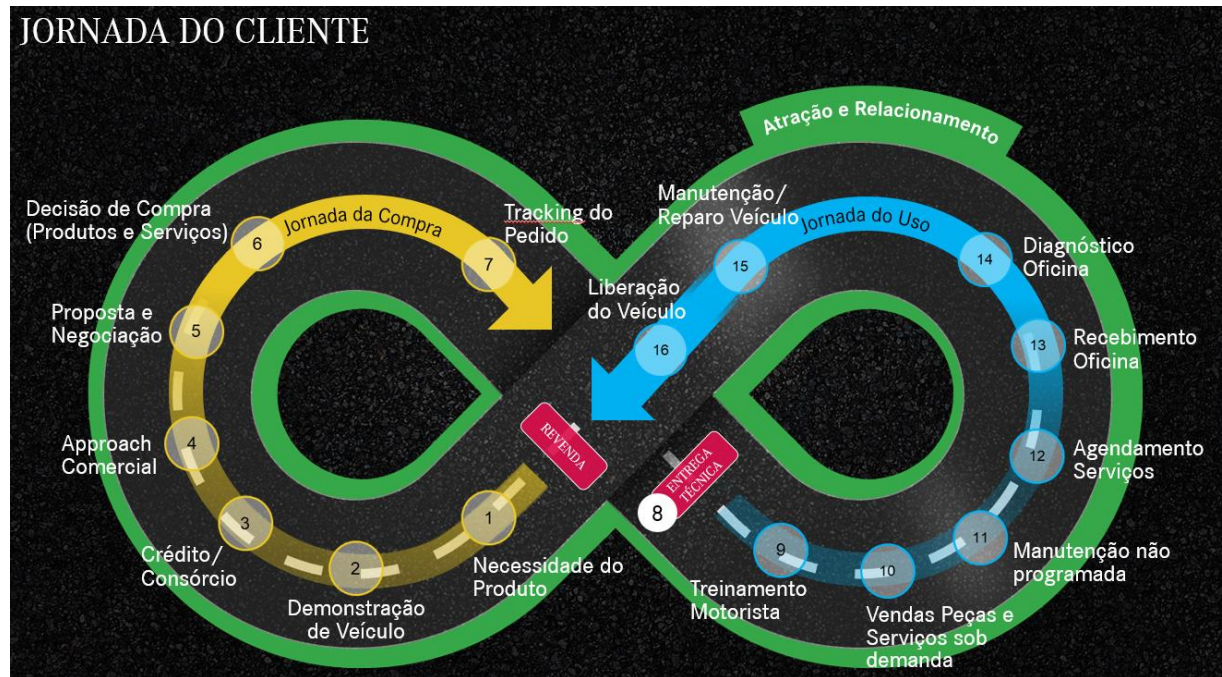 JORNADA DO CLIENTE
Atração e Relacionamento
Jornada da Compra
1
Necessidade do
Produto
2
Demonstração
de Veículo
3
Crédito/
Consórcio
4
Approach
Comercial
5
Proposta e
Negociação
6
Decisão de Compra
(Produtos e Serviços)
7
Tracking do
Pedido
8
ENTREGA
TÉCNICA
Jornada do Uso
9
Treinamento
Motorista
10
Vendas Peças e
Serviços sob
demanda
11
Manutenção não
programada
12
Agendamento
Serviços
13
Recebimento
Oficina
14
Diagnóstico
Oficina
15
Manutenção/
Reparo Veículo
16
Liberação
do Veículo
REVENDA